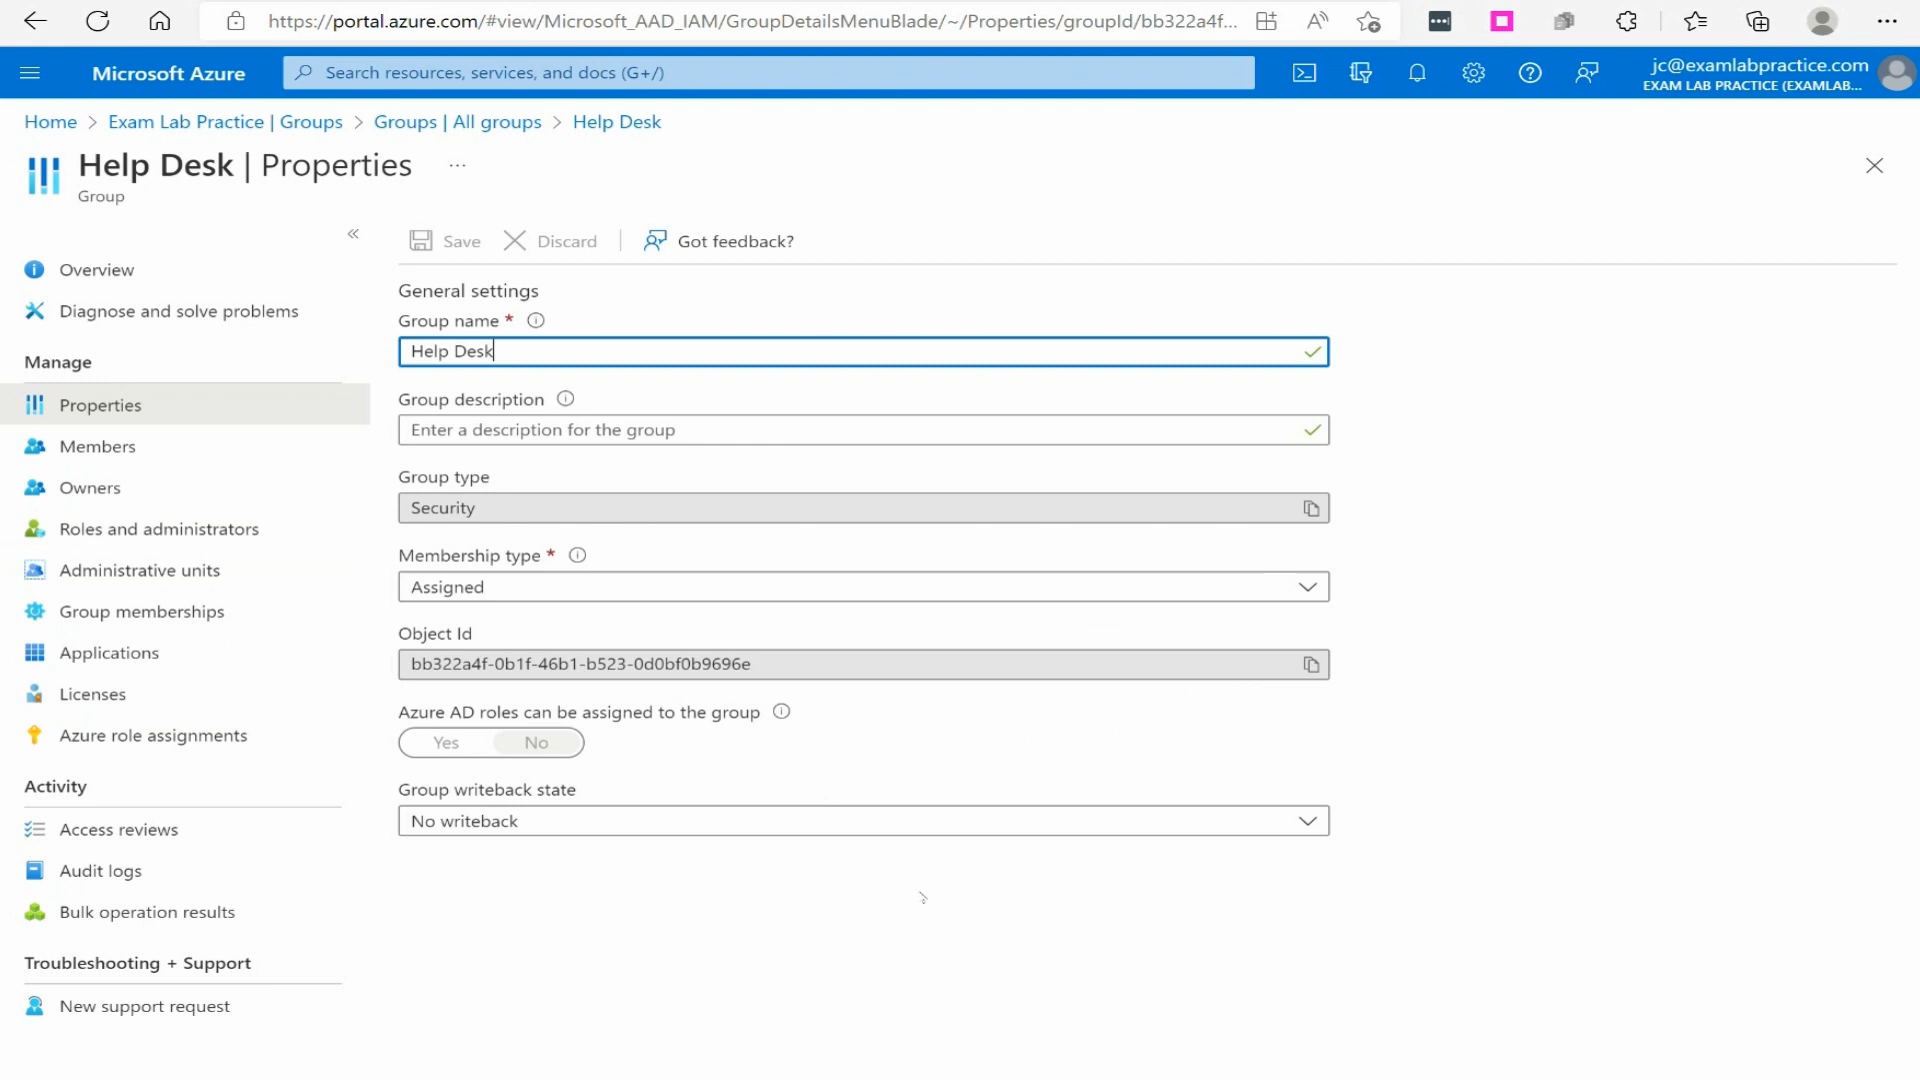 https://portal.azure.com/#view/Microsoft_AAD_IAM/GroupDetailsMenuBlade/~/Properties/groupId/bb322a4f...
Microsoft Azure
Search resources, services, and docs (G+/)
jc@examlabpractice.com
EXAM LAB PRACTICE (EXAMLAB...
Home > Exam Lab Practice | Groups > Groups | All groups > Help Desk
Help Desk | Properties ...
Group
Save
Discard
Got feedback?
Overview
Diagnose and solve problems
Manage
Properties
Members
Owners
Roles and administrators
Administrative units
Group memberships
Applications
Licenses
Azure role assignments
Activity
Access reviews
Audit logs
Bulk operation results
Troubleshooting + Support
New support request
General settings
Group name *
Help Desk
Group description
Enter a description for the group
Group type
Security
Membership type *
Assigned
Object Id
bb322a4f-0b1f-46b1-b523-0d0bf0b9696e
Azure AD roles can be assigned to the group
Yes No
Group writeback state
No writeback